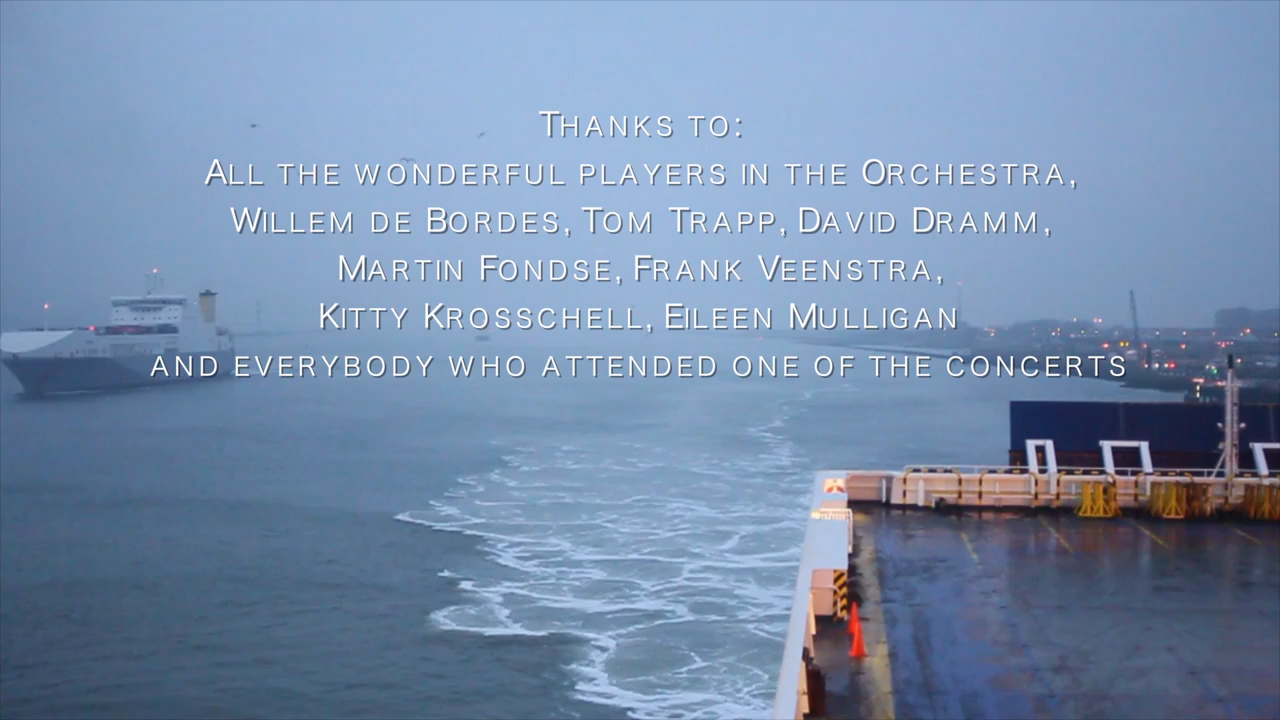 Thanks to:
All the wonderful players in the Orchestra,
Willem de Bordes, Tom Trapp, David Dramm,
Martin Fondse, Frank Veenstra,
Kitty Krosschell, Eileen Mulligan
and everybody who attended one of the concerts